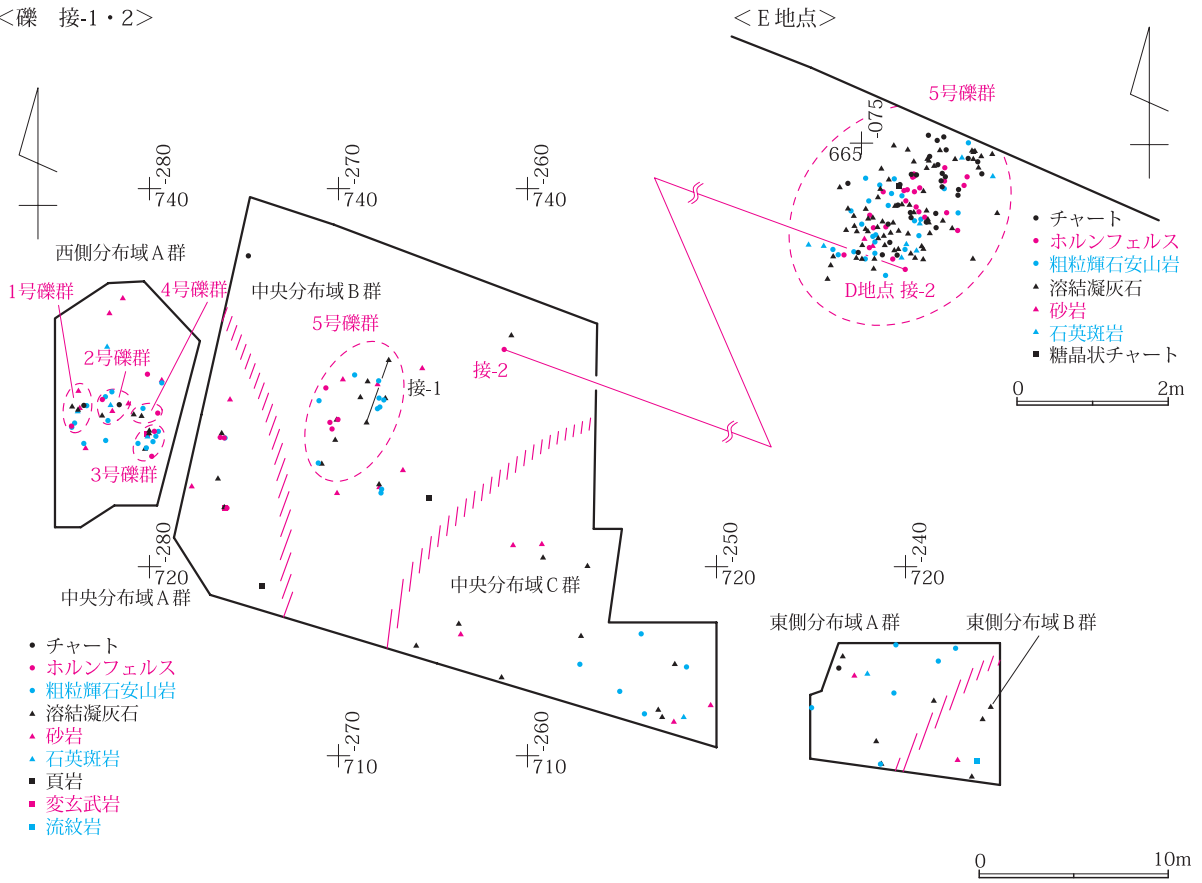 <礫　接-1・2>
<E地点>
5号礫群
-075
665
チャート
ホルンフェルス
粗粒輝石安山岩
溶結凝灰石
砂岩
石英斑岩
糖晶状チャート
0 2m
D地点 接-2
-280
740
-270
740
-260
740
西側分布域A群
1号礫群
4号礫群
2号礫群
3号礫群
中央分布域B群
5号礫群
接-1
接-2
-280
720
中央分布域A群
中央分布域C群
-250
720
-240
720
東側分布域A群
東側分布域B群
チャート
ホルンフェルス
粗粒輝石安山岩
溶結凝灰石
砂岩
石英斑岩
頁岩
変玄武岩
流紋岩
-270
710
-260
710
0 10m